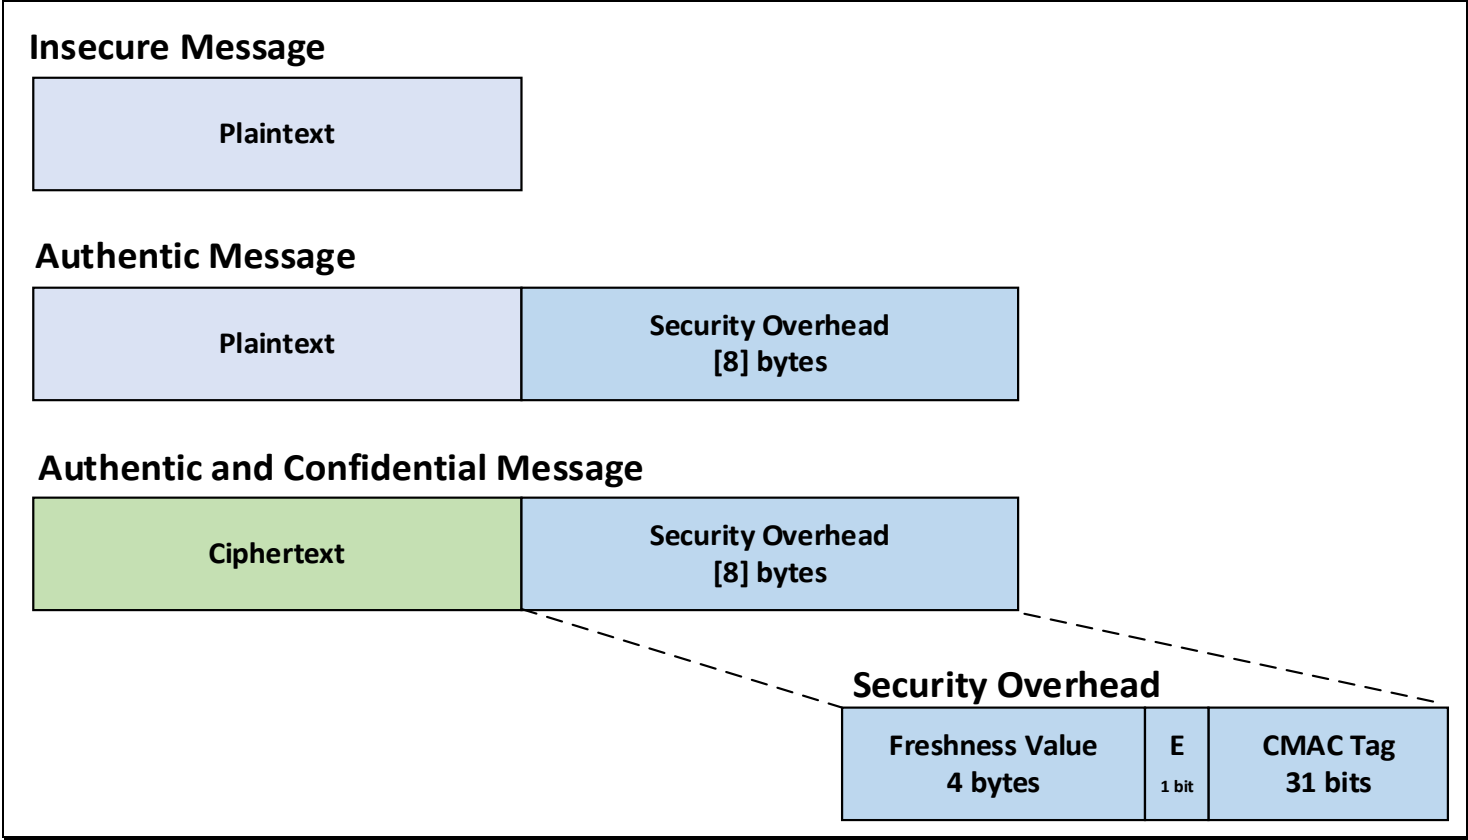 Insecure Message
Plaintext
Authentic Message
Plaintext
Security Overhead
[8] bytes
Authentic and Confidential Message
Ciphertext
Security Overhead
[8] bytes
Security Overhead
Freshness Value
4 bytes
E
1 bit
CMAC Tag
31 bits